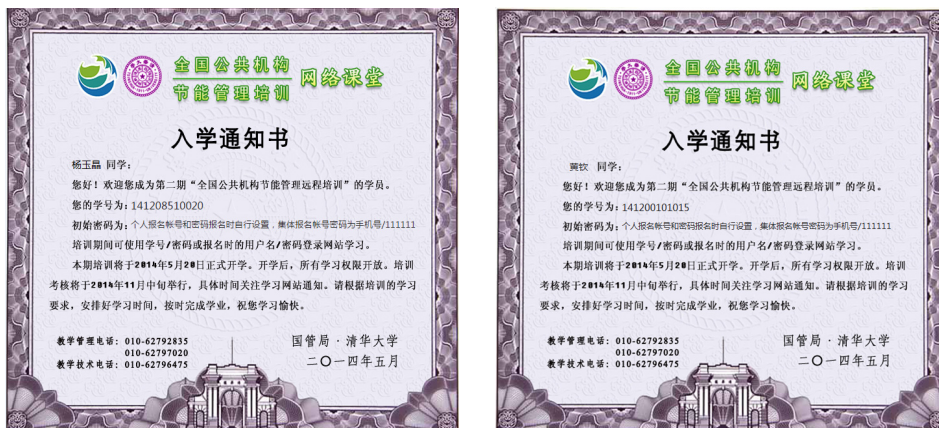 全国公共机构
节能管理培训
网络课堂
入学通知书
杨玉晶 同学：
您好！欢迎您成为第二期“全国公共机构节能管理远程培训”的学员。
您的学号为：141208510020
初始密码为：个人报名帐号和密码报名时自行设置，集体报名帐号密码为手机号/111111
培训期间可使用学号/密码或报名时的用户名/密码登录网站学习。
本期培训将于2014年5月20日正式开学。开学后，所有学习权限开放。培训
考核将于2014年11月中旬举行，具体时间关注学习网站通知。请根据培训的学习
要求，安排好学习时间，按时完成学业，祝您学习愉快。
教学管理电话：010-62792835
010-62797020
教学技术电话：010-62796475
国管局·清华大学
二〇一四年五月
全国公共机构
节能管理培训
网络课堂
入学通知书
黄钦 同学：
您好！欢迎您成为第二期“全国公共机构节能管理远程培训”的学员。
您的学号为：141200101015
初始密码为：个人报名帐号和密码报名时自行设置，集体报名帐号密码为手机号/111111
培训期间可使用学号/密码或报名时的用户名/密码登录网站学习。
本期培训将于2014年5月20日正式开学。开学后，所有学习权限开放。培训
考核将于2014年11月中旬举行，具体时间关注学习网站通知。请根据培训的学习
要求，安排好学习时间，按时完成学业，祝您学习愉快。
教学管理电话：010-62792835
010-62797020
教学技术电话：010-62796475
国管局·清华大学
二〇一四年五月